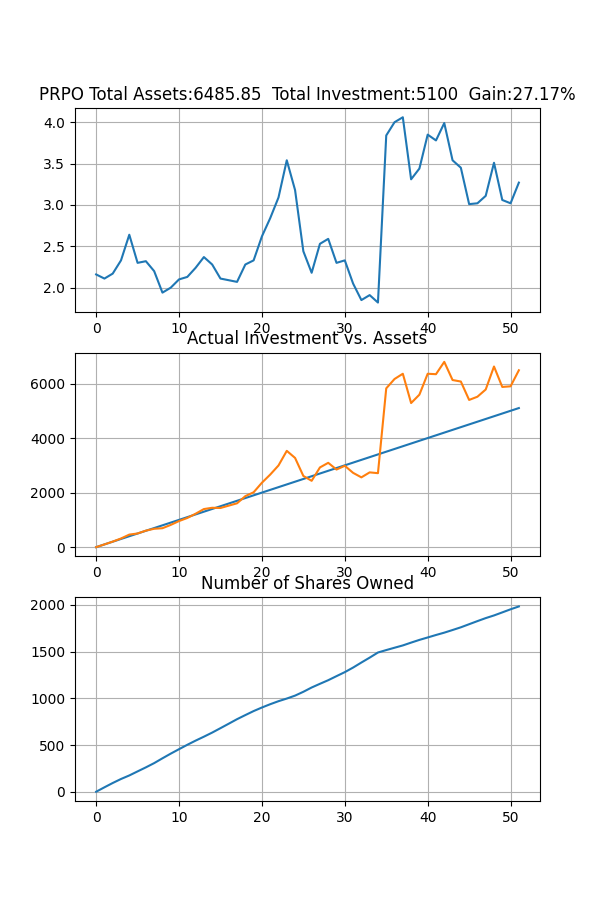 PRPO Total Assets:6485.85  Total Investment:5100  Gain:27.17%
4.0
3.5
3.0
2.5
2.0
0 10 20 30 40 50
Actual Investment vs. Assets
6000
4000
2000
0
0 10 20 30 40 50
Number of Shares Owned
2000
1500
1000
500
0
0 10 20 30 40 50